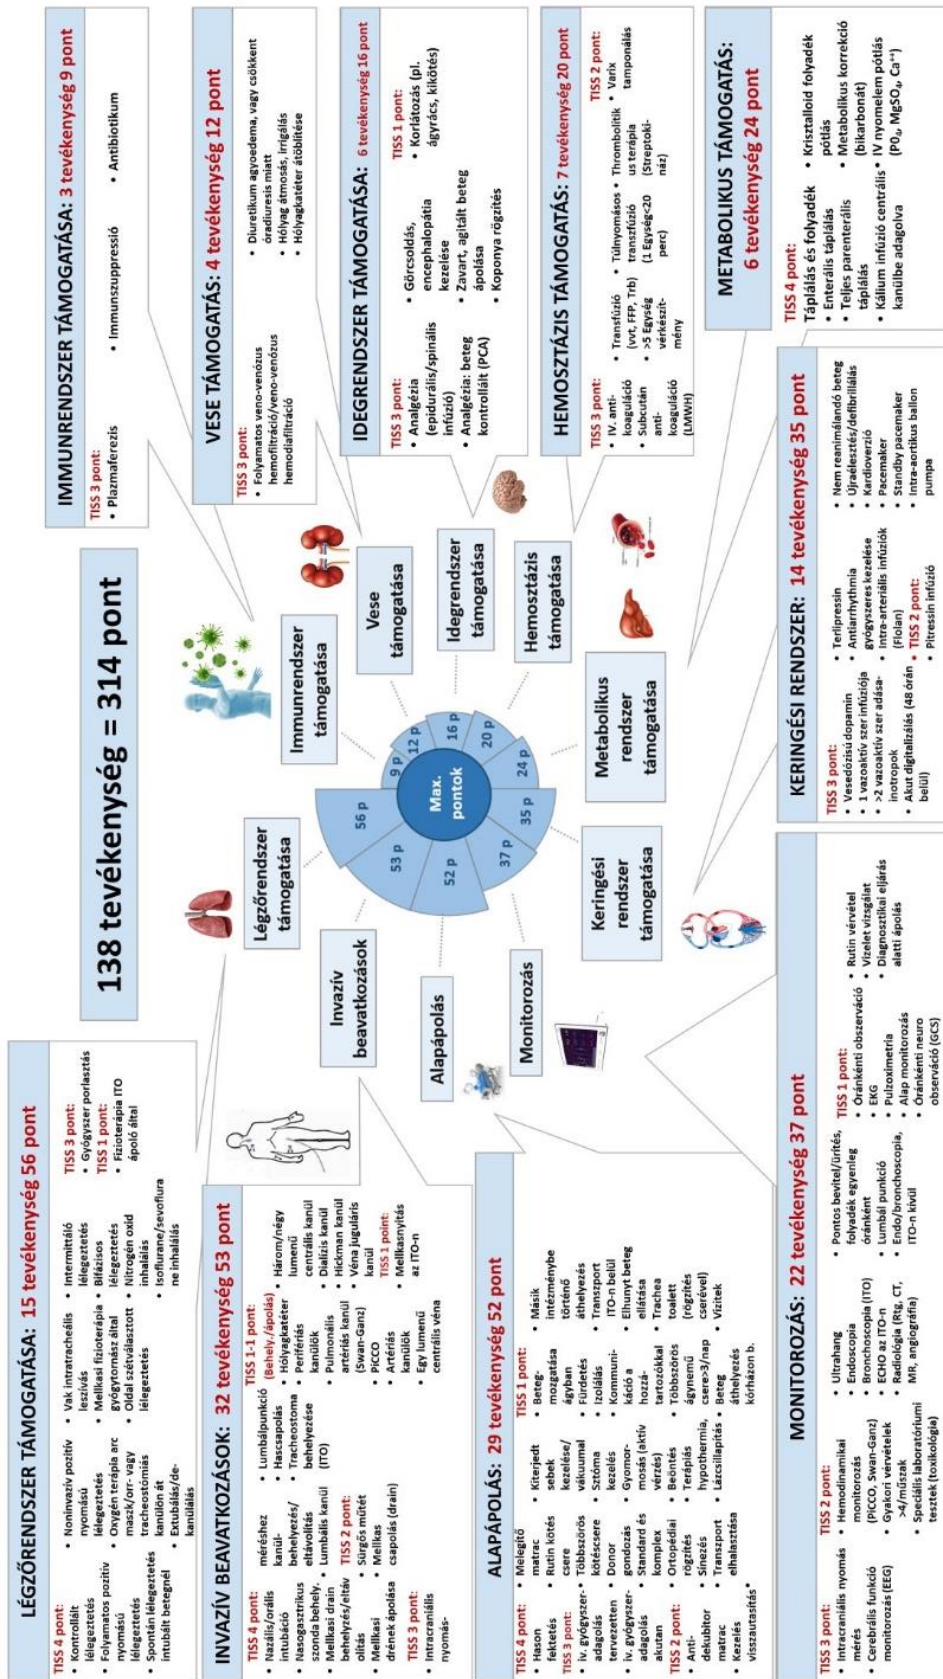 138 tevékenység = 314 pont
LÉGZŐRENDSZER TÁMOGATÁSA: 15 tevékenység 56 pont
TISS 4 pont:
• Kontrollált
lélegeztetés
• Folyamatos pozitív
nyomású
lélegeztetés
• Spontán lélegeztetés
intubált betegnél
• Noninvazív pozitív
nyomású
lélegeztetés
• Oxygén terápia arc
maszk/orr- vagy
tracheostomiás
kanülön át
• Extubálás/de-
kanülálás
• Vak intratracheális
leszívás
• Mellkasi fizioterápia
gyógytornász által
• Oldal szétválasztott
lélegeztetés
• Intermittáló
lélegeztetés
• Bifázisos
lélegeztetés
• Nitrogén oxid
inhalálás
• Isoflurane/sevoflura
ne inhalálás
TISS 3 pont:
• Gyógyszer porlasztás
TISS 1 pont:
• Fizioterápia ITO
ápoló által
INVAZÍV BEAVATKOZÁSOK: 32 tevékenység 53 pont
TISS 4 pont:
• Nazális/orális
intubáció
• Nasogasztrikus
szonda behely.
• Mellkasi drain
behelyzés/eltáv
olítás
• Mellkasi
drének ápolása
TISS 3 pont:
• Intracraniális
nyomás-
méréshez
kanül-
behelyezés/
eltávolítás
• Lumbális kanül
TISS 2 pont:
• Sürgős műtét
• Mellkas
csapolás (drain)
• Lumbálpunkció
• Hascsapolás
• Tracheostoma
behelyezése
(ITO)
TISS 1-1 pont:
(Behely./ápolás)
• Hólyagkatéter
• Perifériás
kanülök
• Pulmonális
artériás kanül
(Swan-Ganz)
• PiCCO
• Artériás
kanülök
• Egy lumenű
centrális véna
• Három/négy
lumenű
centrális kanül
• Dialízis kanül
• Hickman kanül
• Véna juguláris
kanül
TISS 1 point:
• Mellkasnyitás
az ITO-n
ALAPÁPOLÁS: 29 tevékenység 52 pont
TISS 4 pont:
• Hason
fektetés
TISS 3 pont:
• iv. gyógyszer-
adagolás
tervezetten
• iv. gyógyszer-
adagolás
akutan
TISS 2 pont:
• Anti-
dekubitor
matrac
• Kezelés
visszautasítás
• Melegítő
matrac
• Rutin kötés
csere
• Többszörös
kötéscsere
• Donor
gondozás
• Standard és
komplex
• Ortopédiai
rögzítés
• Sínezés
• Transzport
elhalasztása
• Kiterjedt
sebek
kezelése/
vákuumal
• Sztóma
kezelés
• Gyomor-
mosás (aktív
vérzés)
• Beöntés
• Terápiás
hypothermia,
• Lázcsillapítás
TISS 1 pont:
• Beteg-
mozgatása
ágyban
• Fürdetés
• Izolálás
• Kommuni-
káció a
hozzá-
tartozókkal
• Többszörös
ágynemű
csere>3/nap
• Beteg
áthelyezés
kórházon b.
• Másik
intézménybe
történő
áthelyezés
• Transport
ITO-n belül
• Elhunyt beteg
ellátása
• Trachea
toalett
(rögzítés
cserével)
• Vizitek
MONITOROZÁS: 22 tevékenység 37 pont
TISS 3 pont:
• Intracraniális nyomás
mérés
• Cerebrális funkció
monitorozás (EEG)
TISS 2 pont:
• Hemodinamikai
monitorozás
(PiCCO, Swan-Ganz)
• Gyakori vérvételek
>4/műszak
• Speciális laboratóriumi
tesztek (toxikológia)
• Ultrahang
• Endoscopia
• Bronchoscopia (ITO)
• ECHO az ITO-n
• Radiológia (Rtg, CT,
MR, angiográfia)
• Pontos bevitel/ürítés,
folyadék egyenleg
óránként
• Lumbál punkció
• Endo/bronchoscopia,
ITO-n kívül
TISS 1 pont:
• Óránkénti obszerváció
• EKG
• Pulzoximetria
• Alap monitorozás
• Óránkénti neuro
observáció (GCS)
• Rutin vérvétel
• Vizelet vizsgálat
• Diagnosztikai eljárás
alatti ápolás
Légzőrendszer
támogatása
Invazív
beavatkozások
Alapápolás
Monitorozás
Keringési
rendszer
támogatása
Metabolikus
rendszer
támogatása
Hemosztázis
támogatása
Idegrendszer
támogatása
Vese
támogatása
Immunrendszer
támogatása
Max.
pontok
56 p
53 p
52 p
37 p
35 p
24 p
20 p
16 p
12 p
9 p
IMMUNRENDSZER TÁMOGATÁSA: 3 tevékenység 9 pont
TISS 3 pont:
• Plazmaferezis
• Immunszuppresszió
• Antibiotikum
VESE TÁMOGATÁS: 4 tevékenység 12 pont
TISS 3 pont:
• Folyamatos veno-venózus
hemofiltráció/veno-venózus
hemodiafiltráció
• Diuretikum agyoedema, vagy csökkent
óradiuresis miatt
• Hólyag átmosás, irrigálás
• Hólyagkatéter átöblítése
IDEGRENDSZER TÁMOGATÁSA: 6 tevékenység 16 pont
TISS 3 pont:
• Analgézia
(epidurális/spinális
infúzió)
• Analgézia: beteg
kontrollált (PCA)
• Görcsoldás,
encephalopátia
kezelése
• Zavart, agitált beteg
ápolása
• Koponya rögzítés
TISS 1 pont:
• Korlátozás (pl.
ágyrács, kikötés)
HEMOSZTÁZIS TÁMOGATÁS: 7 tevékenység 20 pont
TISS 3 pont:
• IV. anti-
koaguláció
• Subcután
anti-
koaguláció
(LMWH)
• Transfúzió
(vvt, FFP, Trb)
• >5 Egység
vérkészít-
mény
• Túlnyomásos
transzfúzió
(1 Egység<20
perc)
• Thrombolitik
us terápia
(Streptoki-
náz)
TISS 2 pont:
• Varix
tamponálás
METABOLIKUS TÁMOGATÁS:
6 tevékenység 24 pont
TISS 4 pont:
Táplálás és folyadék
• Enterális táplálás
• Teljes parenterális
táplálás
• Kálium infúzió centrális
kanülbe adagolva
• Krisztalloid folyadék
pótlás
• Metabolikus korrekció
(bikarbonát)
• IV nyomelem pótlás
(PO₄, MgSO₄, Ca⁺⁺)
KERINGÉSI RENDSZER: 14 tevékenység 35 pont
TISS 3 pont:
• Vesedózisú dopamin
• 1 vazoaktív szer infúziója
• >2 vazoaktív szer adása-
inotropok
• Akut digitalizálás (48 órán
belül)
• Terlipressin
• Antiarrhythmia
gyógyszeres kezelése
• Intra-arteriális infúziók
(Flolan)
• TISS 2 pont:
• Pitressin infúzió
• Nem reanimálandó beteg
• Újraélesztés/defibrillálás
• Kardioverzió
• Pacemaker
• Standby pacemaker
• Intra-aortikus ballon
pumpa